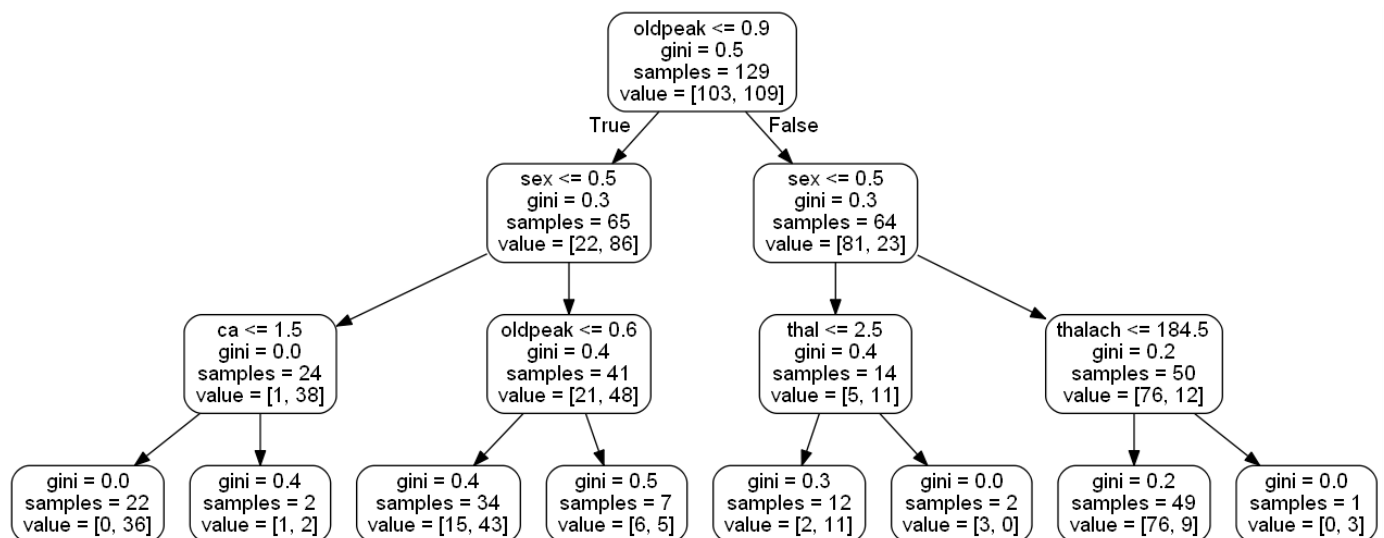 oldpeak <= 0.9
gini = 0.5
samples = 129
value = [103, 109]
True
False
sex <= 0.5
gini = 0.3
samples = 65
value = [22, 86]
sex <= 0.5
gini = 0.3
samples = 64
value = [81, 23]
ca <= 1.5
gini = 0.0
samples = 24
value = [1, 38]
oldpeak <= 0.6
gini = 0.4
samples = 41
value = [21, 48]
thal <= 2.5
gini = 0.4
samples = 14
value = [5, 11]
thalach <= 184.5
gini = 0.2
samples = 50
value = [76, 12]
gini = 0.0
samples = 22
value = [0, 36]
gini = 0.4
samples = 2
value = [1, 2]
gini = 0.4
samples = 34
value = [15, 43]
gini = 0.5
samples = 7
value = [6, 5]
gini = 0.3
samples = 12
value = [2, 11]
gini = 0.0
samples = 2
value = [3, 0]
gini = 0.2
samples = 49
value = [76, 9]
gini = 0.0
samples = 1
value = [0, 3]